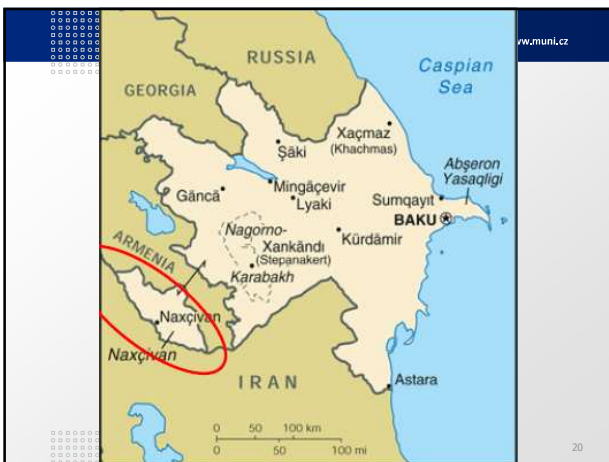 ww.muni.cz
RUSSIA
Caspian
Sea
GEORGIA
Xaçmaz
(Khachmas)
Şäki
Abşeron
Yasaqligi
Mingäçevir
Gäncä
Lyaki
Sumqayıt
BAKU
Nagorno-
Kürdämir
ARMENIA
Xankändi
(Stepanakert)
Karabakh
Naxçivan
Naxçivan
IRAN
Astara
0 50 100 km
0 50 100 mi
20